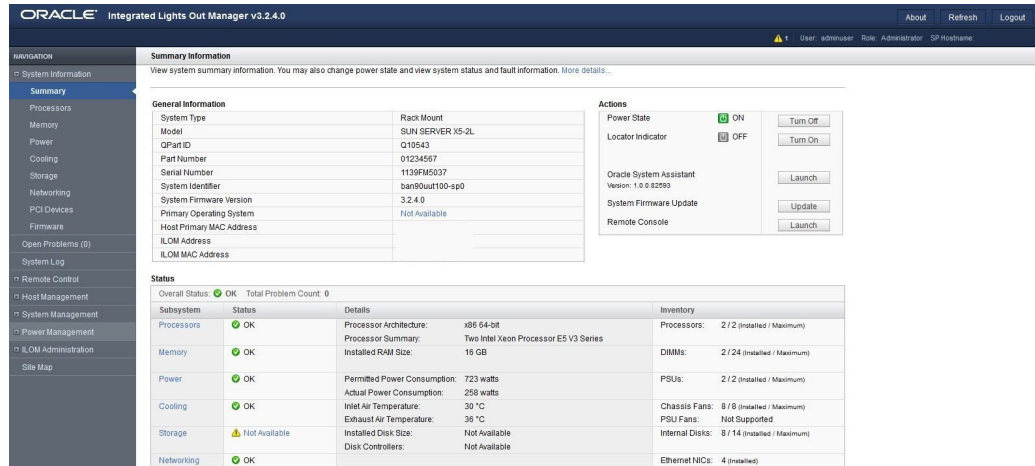 ORACLE® Integrated Lights Out Manager v3.2.4.0
About Refresh Logout
1 User: adminuser Role: Administrator SP Hostname:
NAVIGATION
System Information
Summary
Processors
Memory
Power
Cooling
Storage
Networking
PCI Devices
Firmware
Open Problems (0)
System Log
Remote Control
Host Management
System Management
Power Management
ILOM Administration
Site Map
Summary Information
View system summary information. You may also change power state and view system status and fault information. More details...
General Information
System Type Rack Mount
Model SUN SERVER X5-2L
QPart ID Q10543
Part Number 01234567
Serial Number 1139FM5037
System Identifier ban90uut100-sp0
System Firmware Version 3.2.4.0
Primary Operating System Not Available
Host Primary MAC Address
ILOM Address
ILOM MAC Address
Actions
Power State ON Turn Off
Locator Indicator OFF Turn On
Oracle System Assistant Launch
Version: 1.0.0.82593
System Firmware Update Update
Remote Console Launch
Status
Overall Status: OK Total Problem Count: 0
Subsystem Status Details Inventory
Processors OK Processor Architecture: x86 64-bit Processors: 2 / 2 (Installed / Maximum)
Processor Summary: Two Intel Xeon Processor E5 V3 Series
Memory OK Installed RAM Size: 16 GB DIMMs: 2 / 24 (Installed / Maximum)
Power OK Permitted Power Consumption: 723 watts PSUs: 2 / 2 (Installed / Maximum)
Actual Power Consumption: 258 watts
Cooling OK Inlet Air Temperature: 30 °C Chassis Fans: 8 / 8 (Installed / Maximum)
Exhaust Air Temperature: 36 °C PSU Fans: Not Supported
Storage Not Available Installed Disk Size: Not Available Internal Disks: 8 / 14 (Installed / Maximum)
Disk Controllers: Not Available
Networking OK Ethernet NICs: 4 (Installed)